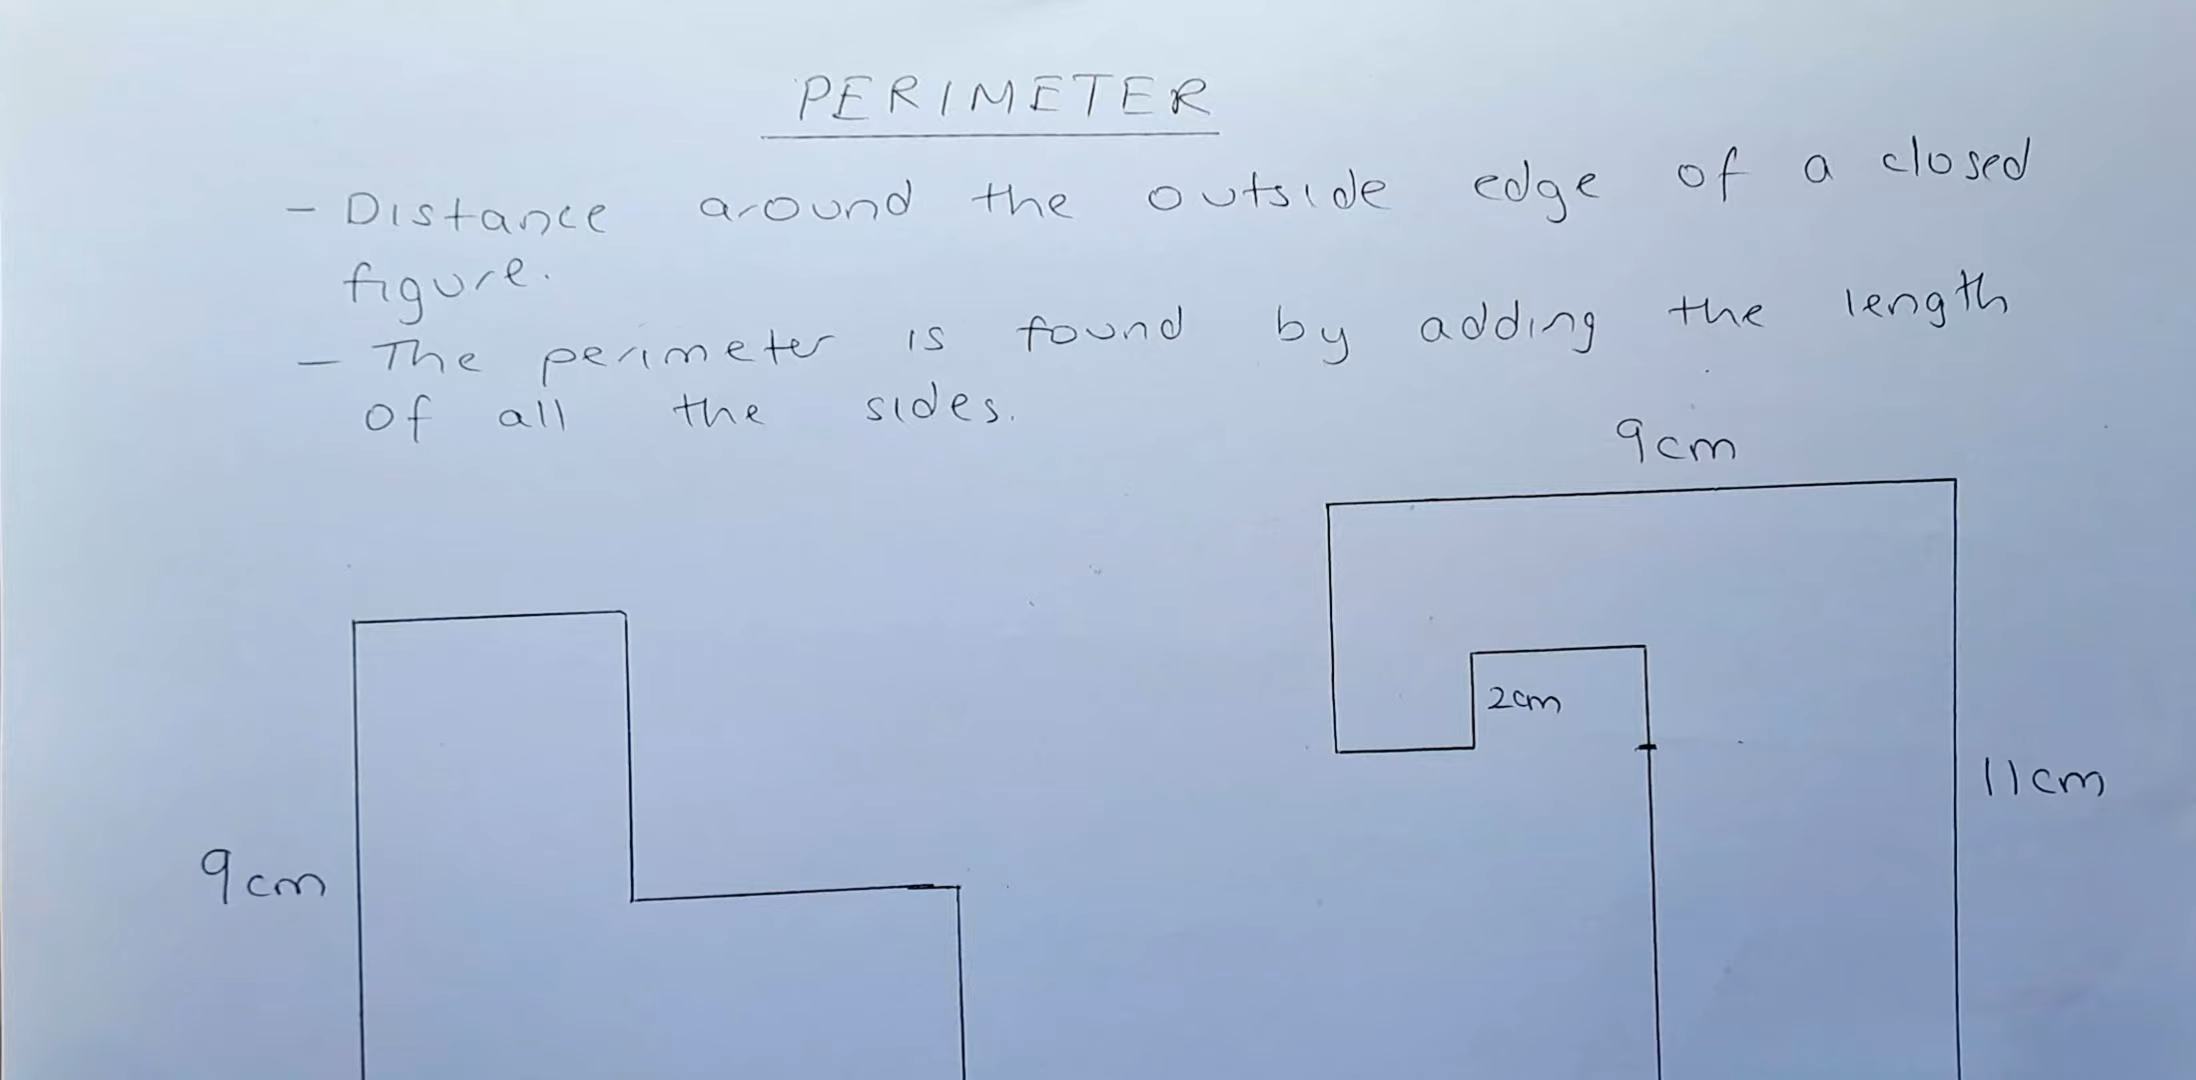 PERIMETER
- Distance around the outside edge of a closed
figure.
- The perimeter is found by adding the length
of all the sides.
9cm
2cm
11cm
9cm